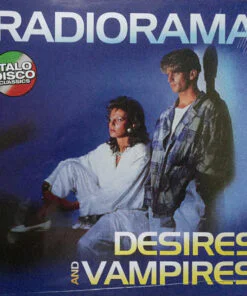 RADIORAMA
ITALO
DISCO
CLASSICS
DESIRES
AND
VAMPIRES